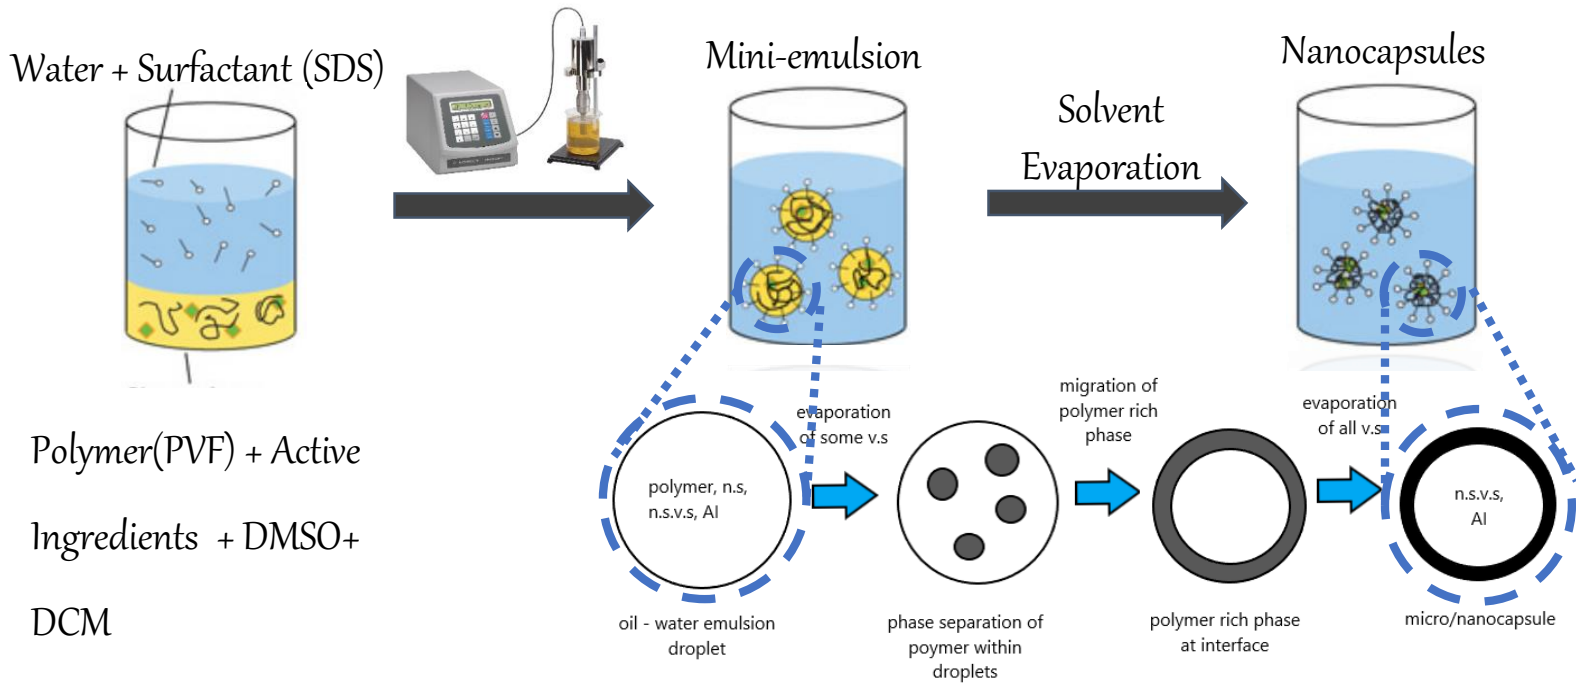 Water + Surfactant (SDS)
Mini-emulsion
Nanocapsules
Solvent
Evaporation
Polymer(PVF) + Active
Ingredients + DMSO+
DCM
evaporation
of some v.s
migration of
polymer rich
phase
evaporation
of all v.s
polymer, n.s,
n.s.v.s, AI
n.s.v.s,
AI
oil - water emulsion
droplet
phase separation of
poymer within
droplets
polymer rich phase
at interface
micro/nanocapsule